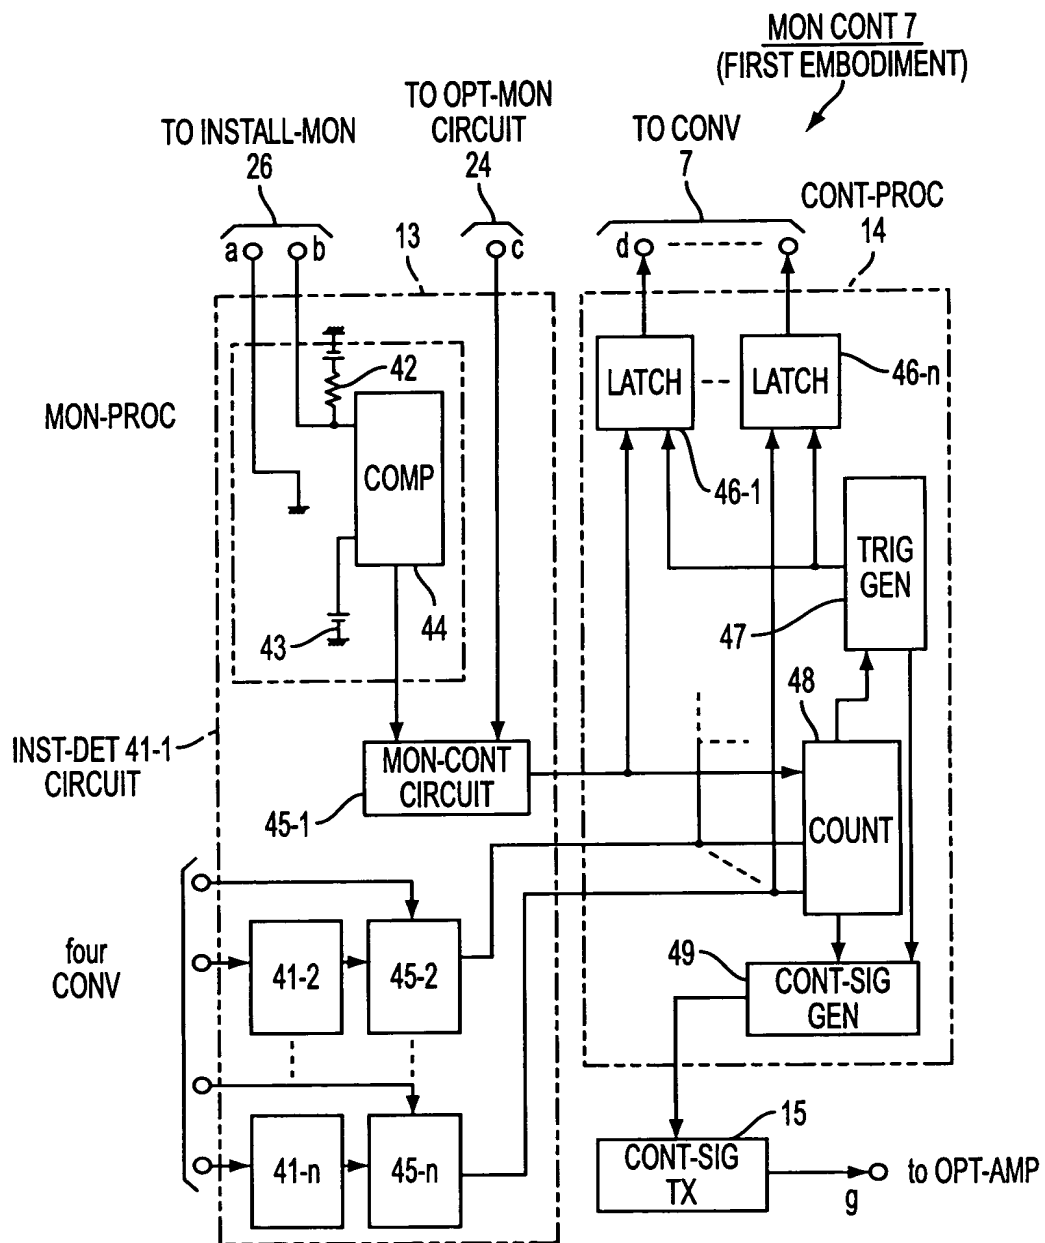 MON CONT 7
(FIRST EMBODIMENT)
TO OPT-MON
CIRCUIT
24
TO INSTALL-MON
26
TO CONV
7
CONT-PROC
14
a
b
c
d
13
42
LATCH
LATCH
46-n
MON-PROC
COMP
46-1
TRIG
GEN
43
44
47
48
INST-DET 41-1
CIRCUIT
MON-CONT
CIRCUIT
45-1
COUNT
four
CONV
41-2
45-2
49
CONT-SIG
GEN
41-n
45-n
15
CONT-SIG
TX
g
to OPT-AMP